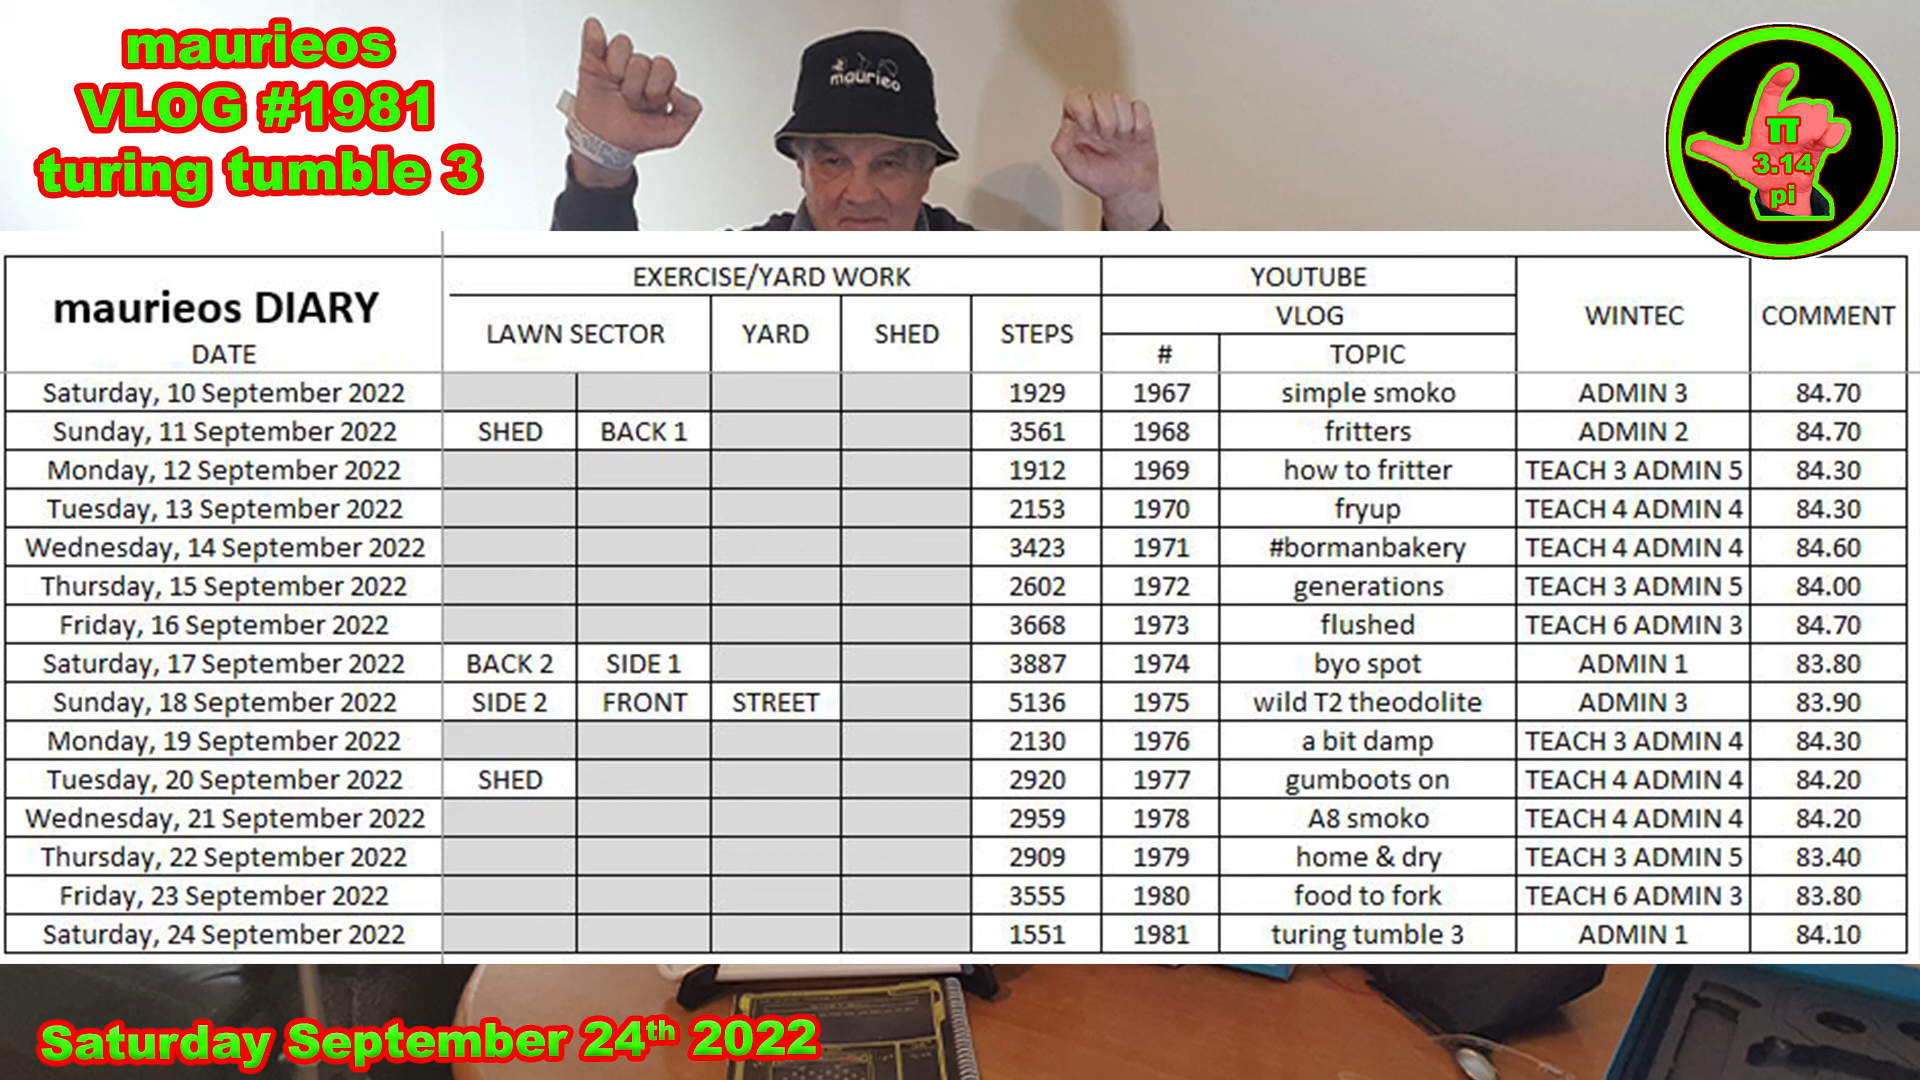 maurieos
VLOG #1981
turing tumble 3
maurieo
π
3.14
pi
maurieos DIARY
DATE
EXERCISE/YARD WORK
YOUTUBE
WINTEC
COMMENT
LAWN SECTOR
YARD
SHED
STEPS
VLOG
#
TOPIC
Saturday, 10 September 2022 1929 1967 simple smoko ADMIN 3 84.70
Sunday, 11 September 2022 SHED BACK 1 3561 1968 fritters ADMIN 2 84.70
Monday, 12 September 2022 1912 1969 how to fritter TEACH 3 ADMIN 5 84.30
Tuesday, 13 September 2022 2153 1970 fryup TEACH 4 ADMIN 4 84.30
Wednesday, 14 September 2022 3423 1971 #bormanbakery TEACH 4 ADMIN 4 84.60
Thursday, 15 September 2022 2602 1972 generations TEACH 3 ADMIN 5 84.00
Friday, 16 September 2022 3668 1973 flushed TEACH 6 ADMIN 3 84.70
Saturday, 17 September 2022 BACK 2 SIDE 1 3887 1974 byo spot ADMIN 1 83.80
Sunday, 18 September 2022 SIDE 2 FRONT STREET 5136 1975 wild T2 theodolite ADMIN 3 83.90
Monday, 19 September 2022 2130 1976 a bit damp TEACH 3 ADMIN 4 84.30
Tuesday, 20 September 2022 SHED 2920 1977 gumboots on TEACH 4 ADMIN 4 84.20
Wednesday, 21 September 2022 2959 1978 A8 smoko TEACH 4 ADMIN 4 84.20
Thursday, 22 September 2022 2909 1979 home & dry TEACH 3 ADMIN 5 83.40
Friday, 23 September 2022 3555 1980 food to fork TEACH 6 ADMIN 3 83.80
Saturday, 24 September 2022 1551 1981 turing tumble 3 ADMIN 1 84.10
Saturday September 24th 2022